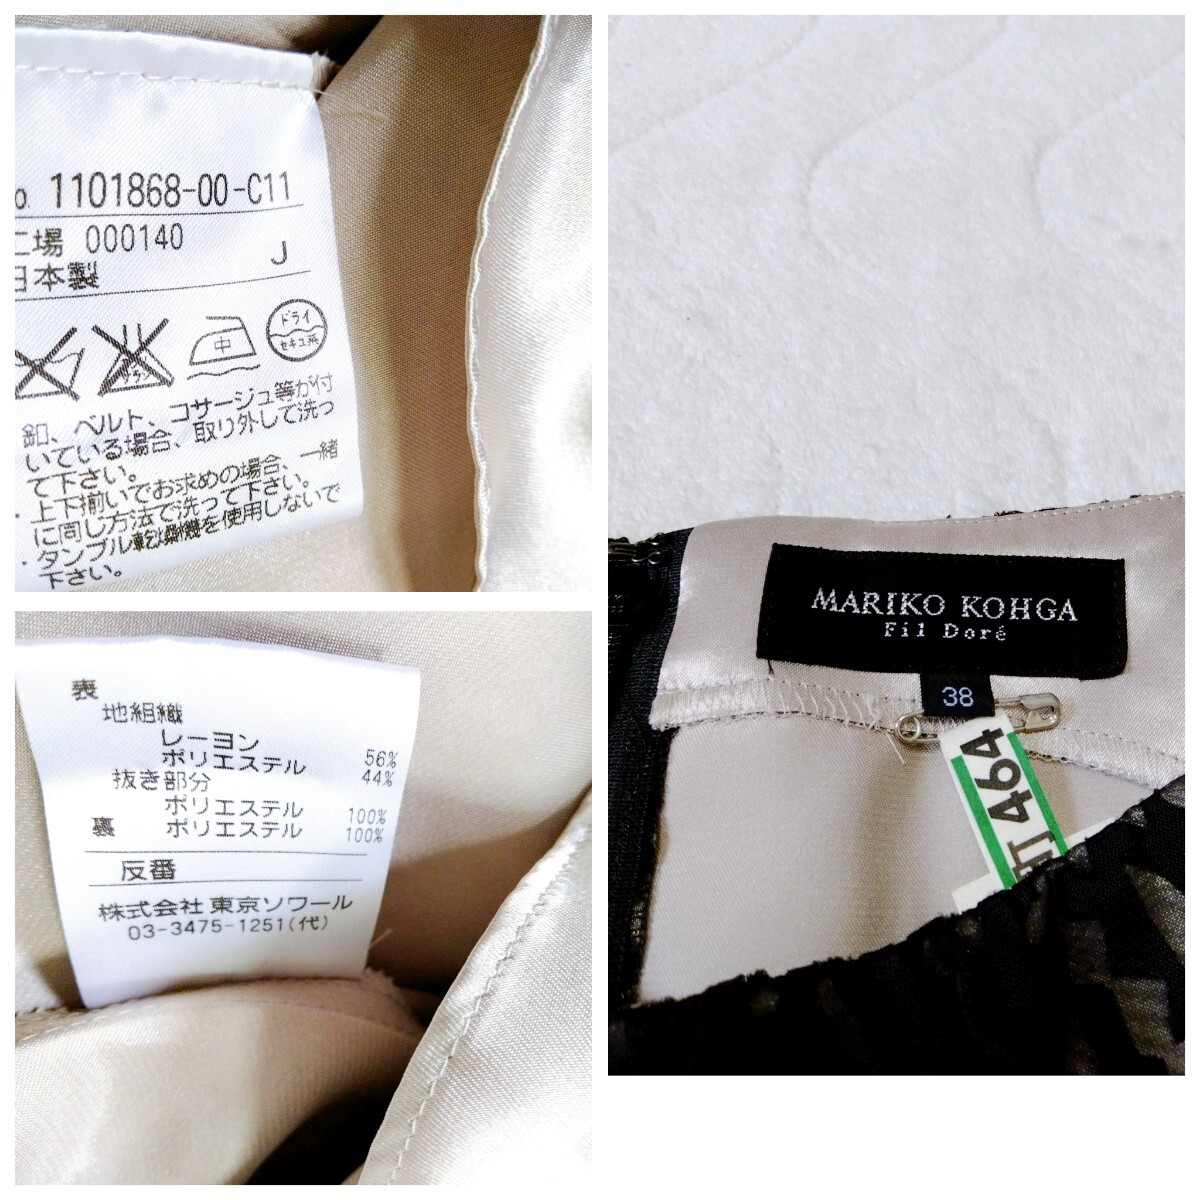 o. 1101868-00-C11
工場 000140
J
日本製
中
ドライ
セキユ系
釦、ベルト、コサージュ等が付
いている場合、取り外して洗っ
て下さい。
・上下揃いでお求めの場合、一緒
に同じ方法で洗って下さい。
・タンブル乾燥機を使用しないで
下さい。
表
地組織
レーヨン 56%
ポリエステル 44%
抜き部分
ポリエステル 100%
裏 ポリエステル 100%
反番
株式会社 東京ソワール
03-3475-1251(代)
MARIKO KOHGA
Fil Doré
38
町 464